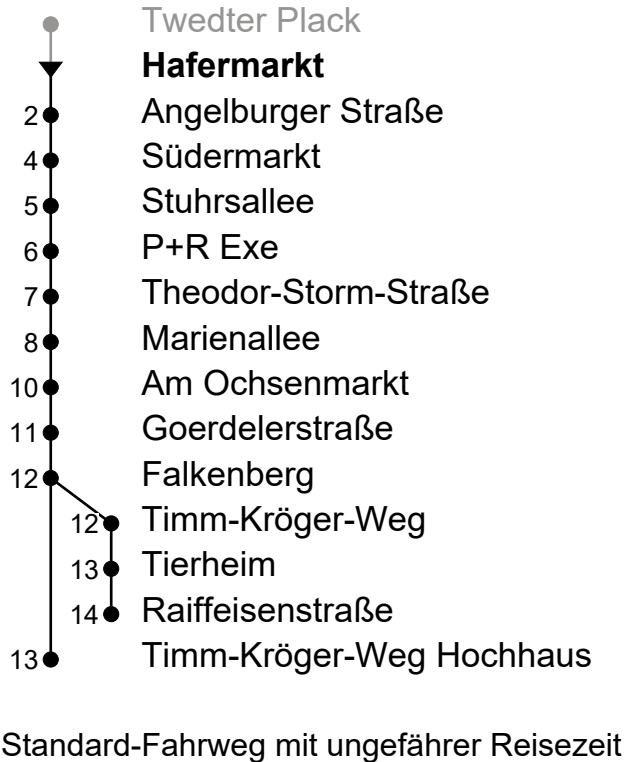 Twedter Plack
Hafermarkt
2 Angelburger Straße
4 Südermarkt
5 Stuhrsallee
6 P+R Exe
7 Theodor-Storm-Straße
8 Marienallee
10 Am Ochsenmarkt
11 Goerdelerstraße
12 Falkenberg
12 Timm-Kröger-Weg
13 Tierheim
14 Raiffeisenstraße
13 Timm-Kröger-Weg Hochhaus
Standard-Fahrweg mit ungefährer Reisezeit